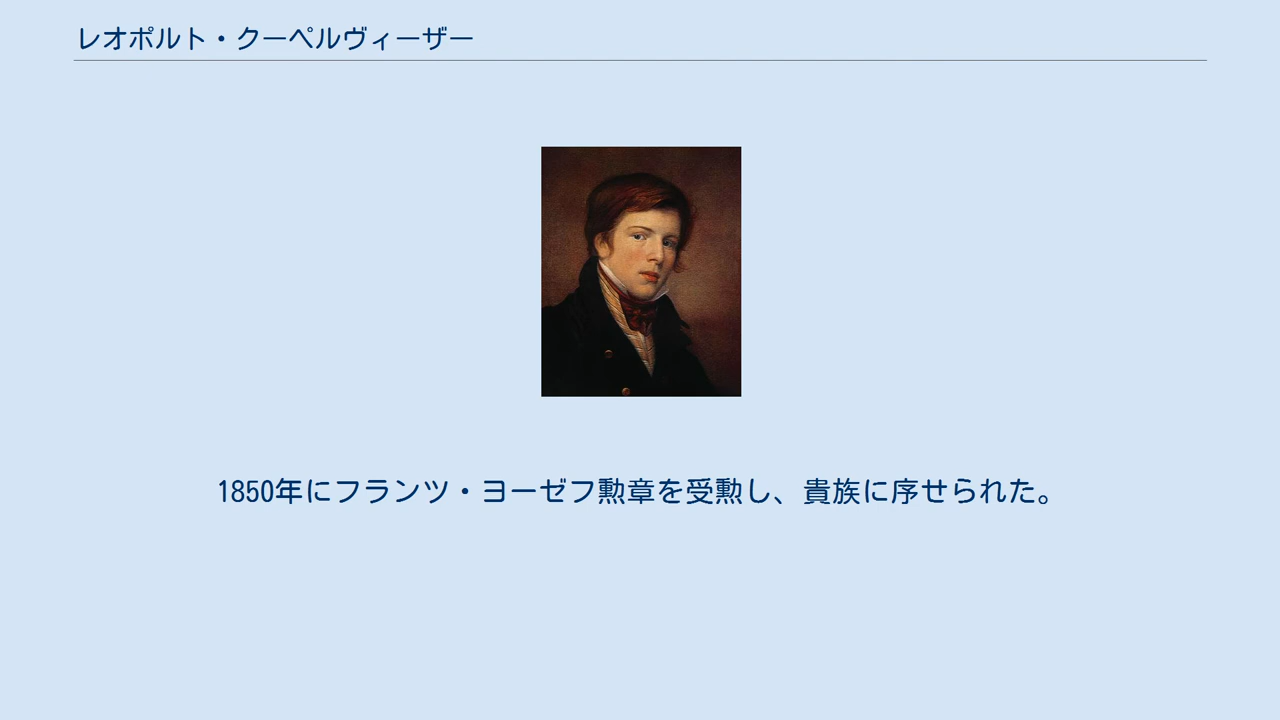 レオポルト・クーペルヴィーザー
1850年にフランツ・ヨーゼフ勲章を受勲し、貴族に序せられた。